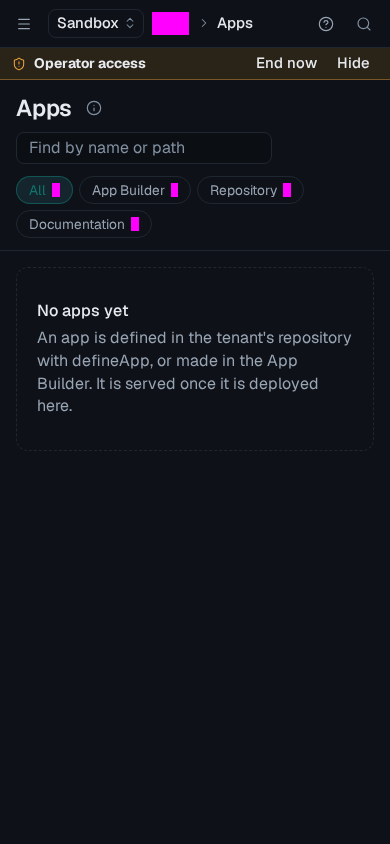 Sandbox
Apps
Operator access
End now
Hide
Apps
Find by name or path
All
App Builder
Repository
Documentation
No apps yet
An app is defined in the tenant's repository
with defineApp, or made in the App
Builder. It is served once it is deployed
here.